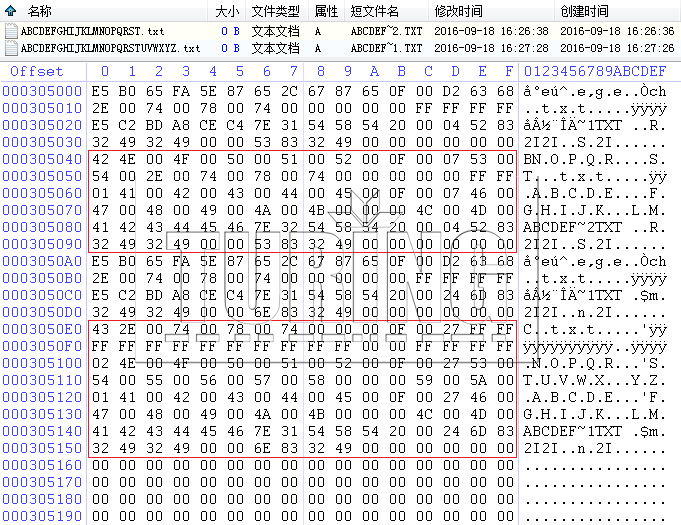 名称 大小 文件类型 属性 短文件名 修改时间 创建时间
ABCDEFGHIJKLMNOPQRST.txt 0 B 文本文档 A ABCDEF~2.TXT 2016-09-18 16:26:38 2016-09-18 16:26:36
ABCDEFGHIJKLMNOPQRSTUVWXYZ.txt 0 B 文本文档 A ABCDEF~1.TXT 2016-09-18 16:27:28 2016-09-18 16:27:26
Offset 0 1 2 3 4 5 6 7 8 9 A B C D E F 0123456789ABCDEF
000305000 E5 B0 65 FA 5E 87 65 2C 67 87 65 0F 00 D2 63 68 å°eú^.e,g.e..Òch
000305010 2E 00 74 00 78 00 74 00 00 00 00 00 FF FF FF FF ..t.x.t.....ÿÿÿÿ
000305020 E5 C2 BD A8 CE C4 7E 31 54 58 54 20 00 04 52 83 åÂ½¨ÎÄ~1TXT ..R.
000305030 32 49 32 49 00 00 53 83 32 49 00 00 00 00 00 00 2I2I..S.2I......
000305040 42 4E 00 4F 00 50 00 51 00 52 00 0F 00 07 53 00 BN.O.P.Q.R....S.
000305050 54 00 2E 00 74 00 78 00 74 00 00 00 00 00 FF FF T...t.x.t.....ÿÿ
000305060 01 41 00 42 00 43 00 44 00 45 00 0F 00 07 46 00 .A.B.C.D.E....F.
000305070 47 00 48 00 49 00 4A 00 4B 00 00 00 4C 00 4D 00 G.H.I.J.K...L.M.
000305080 41 42 43 44 45 46 7E 32 54 58 54 20 00 04 52 83 ABCDEF~2TXT ..R.
000305090 32 49 32 49 00 00 53 83 32 49 00 00 00 00 00 00 2I2I..S.2I......
0003050A0 E5 B0 65 FA 5E 87 65 2C 67 87 65 0F 00 D2 63 68 å°eú^.e,g.e..Òch
0003050B0 2E 00 74 00 78 00 74 00 00 00 00 00 FF FF FF FF ..t.x.t.....ÿÿÿÿ
0003050C0 E5 C2 BD A8 CE C4 7E 31 54 58 54 20 00 24 6D 83 åÂ½¨ÎÄ~1TXT .$m.
0003050D0 32 49 32 49 00 00 6E 83 32 49 00 00 00 00 00 00 2I2I..n.2I......
0003050E0 43 2E 00 74 00 78 00 74 00 00 00 0F 00 27 FF FF C..t.x.t.....'ÿÿ
0003050F0 FF FF FF FF FF FF FF FF FF FF 00 00 FF FF FF FF ÿÿÿÿÿÿÿÿÿÿ..ÿÿÿÿ
000305100 02 4E 00 4F 00 50 00 51 00 52 00 0F 00 27 53 00 .N.O.P.Q.R...'S.
000305110 54 00 55 00 56 00 57 00 58 00 00 00 59 00 5A 00 T.U.V.W.X...Y.Z.
000305120 01 41 00 42 00 43 00 44 00 45 00 0F 00 27 46 00 .A.B.C.D.E...'F.
000305130 47 00 48 00 49 00 4A 00 4B 00 00 00 4C 00 4D 00 G.H.I.J.K...L.M.
000305140 41 42 43 44 45 46 7E 31 54 58 54 20 00 24 6D 83 ABCDEF~1TXT .$m.
000305150 32 49 32 49 00 00 6E 83 32 49 00 00 00 00 00 00 2I2I..n.2I......
000305160 00 00 00 00 00 00 00 00 00 00 00 00 00 00 00 00 ................
000305170 00 00 00 00 00 00 00 00 00 00 00 00 00 00 00 00 ................
000305180 00 00 00 00 00 00 00 00 00 00 00 00 00 00 00 00 ................
000305190 00 00 00 00 00 00 00 00 00 00 00 00 00 00 00 00 ................
TURING